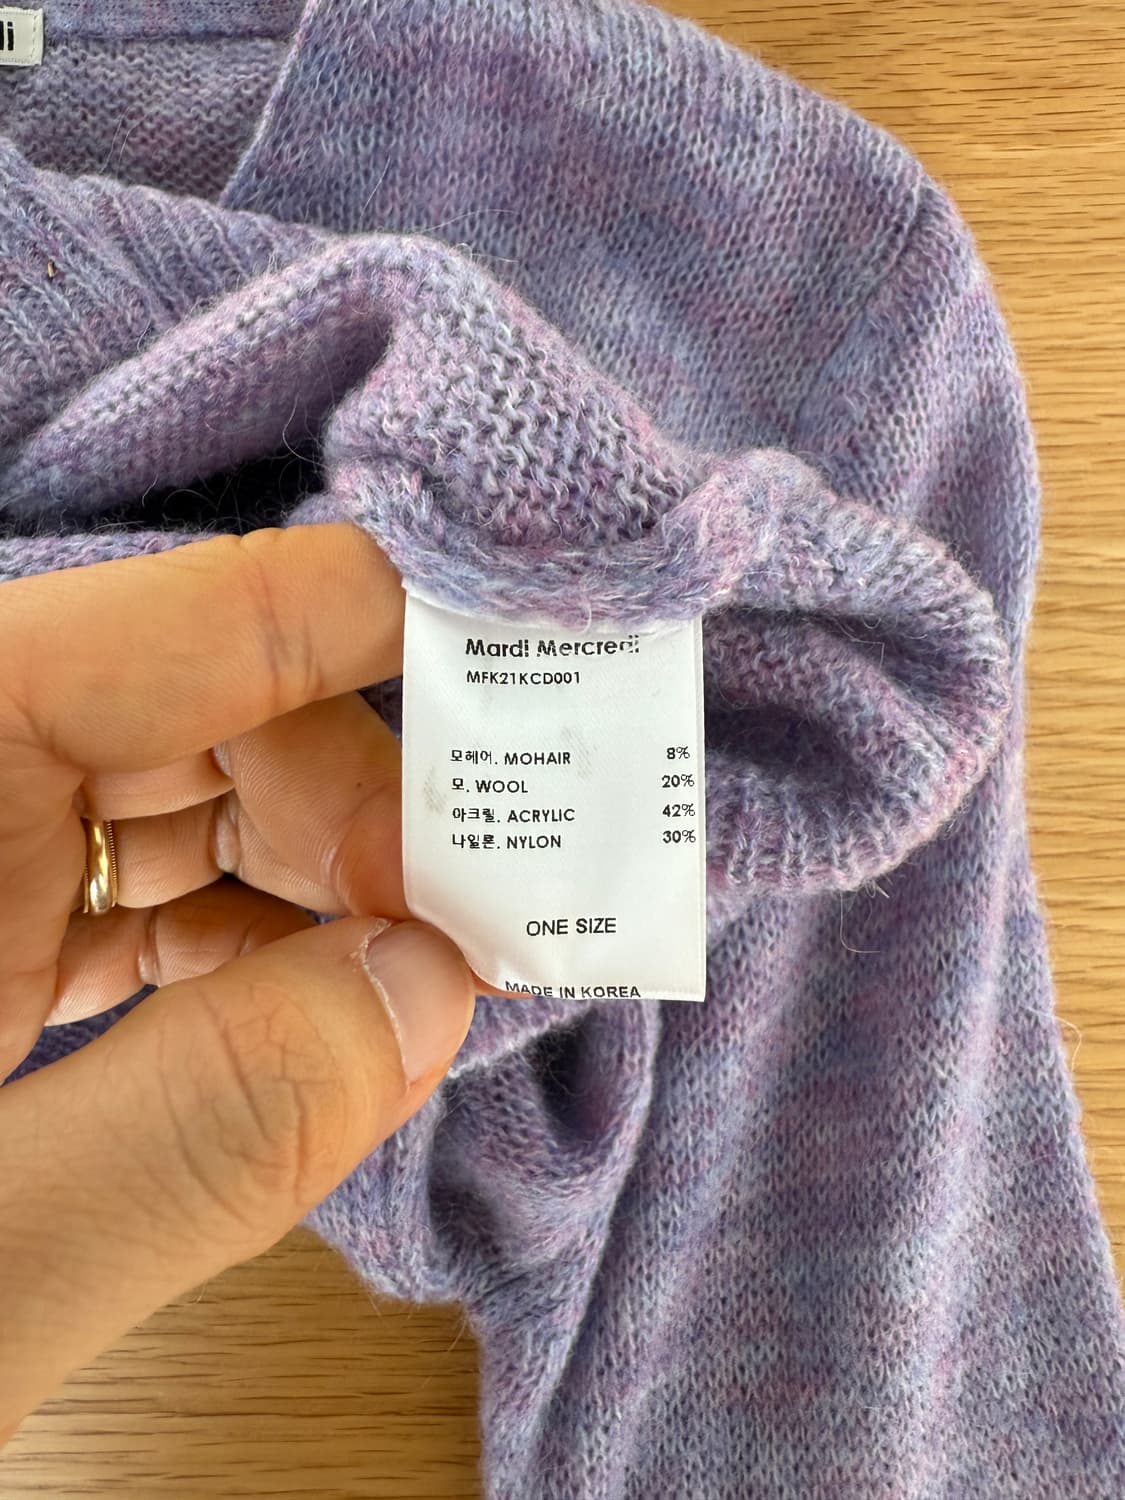 Mardi Mercredi
MFK21KCD001
모헤어. MOHAIR 8%
모. WOOL 20%
아크릴. ACRYLIC 42%
나일론. NYLON 30%
ONE SIZE
MADE IN KOREA